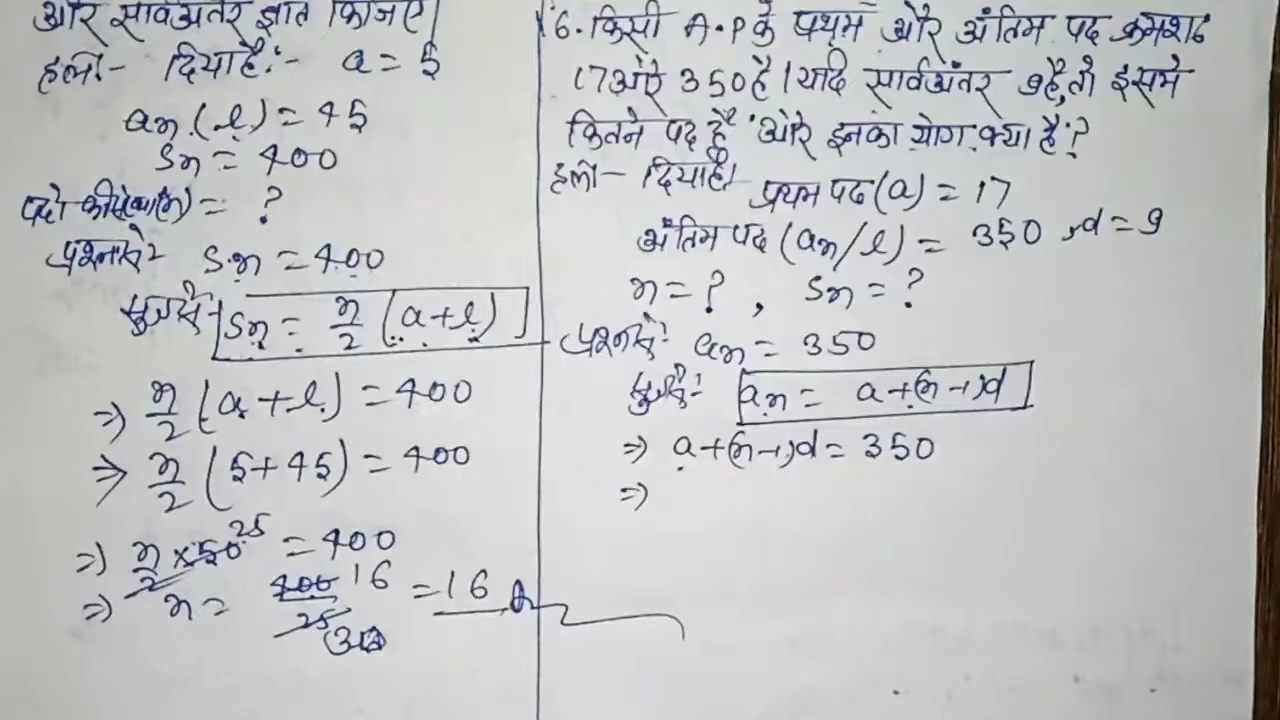 और सार्वअंतर ज्ञात किजिए|
हलः- दिया है:- a = 5
an (l) = 45
Sn = 400
पदो की संख्या(n) = ?
प्रश्न से- Sn = 400
सुत्र से- Sn = n/2 (a+l)
⇒ n/2 (a+l) = 400
⇒ n/2 (5+45) = 400
⇒ n/2 × 50 25 = 400
⇒ n = 400 16 / 25 = 16
6. किसी A.P के प्रथम और अंतिम पद क्रमशः
17 और 350 है। यदि सार्वअंतर 9 है, तो इसमे
कितने पद है और इनका योग क्या है?
हलः- दिया है।
प्रथम पद (a) = 17
अंतिम पद (an/l) = 350, d = 9
n = ? , Sn = ?
प्रश्न से: an = 350
सुत्र से: an = a+(n-1)d
⇒ a+(n-1)d = 350
⇒